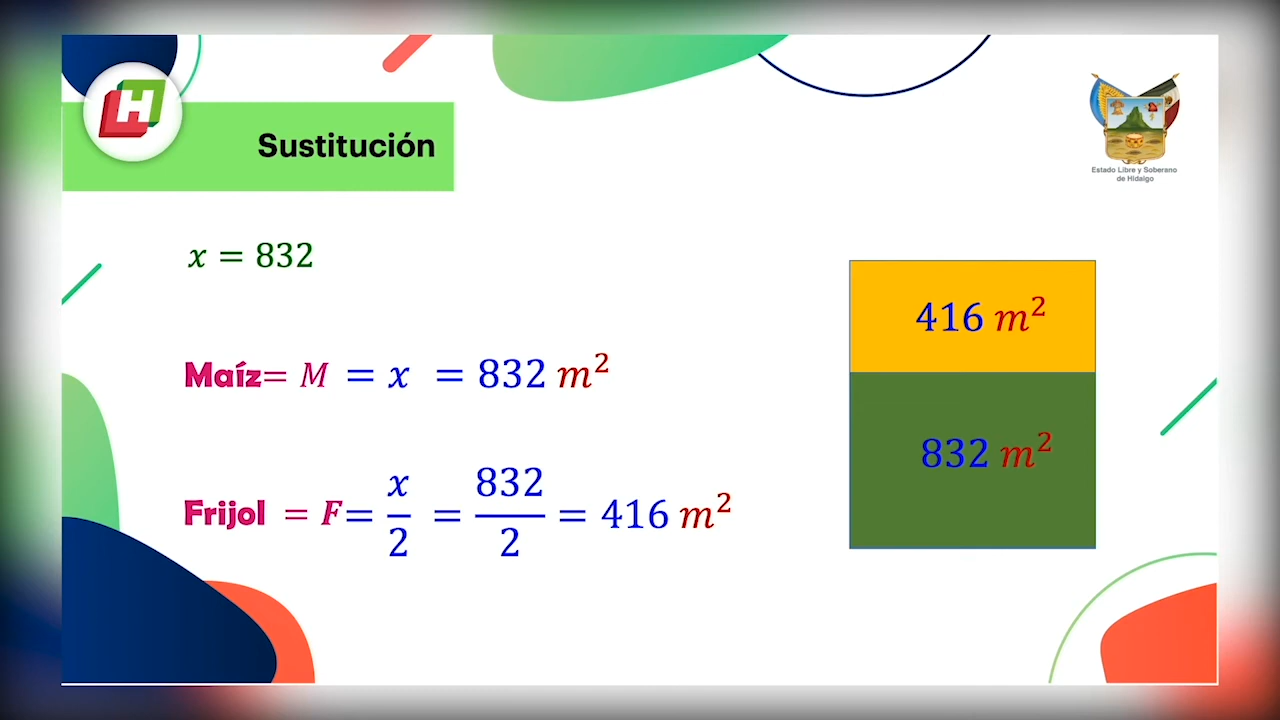 H
Sustitución
Estado Libre y Soberano
de Hidalgo
x = 832
Maíz= M = x = 832 m²
Frijol = F= x/2 = 832/2 = 416 m²
416 m²
832 m²